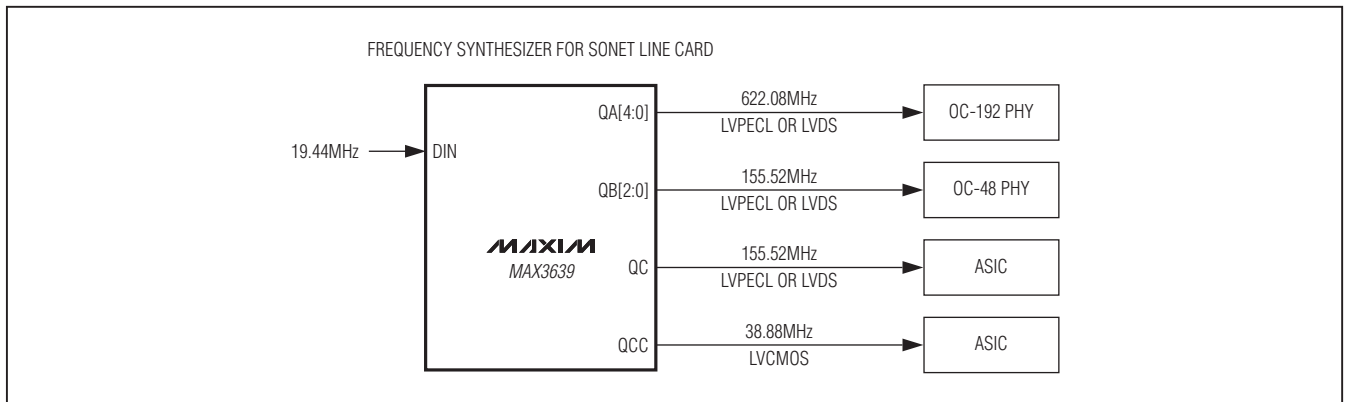 FREQUENCY SYNTHESIZER FOR SONET LINE CARD
19.44MHz
DIN
MAXIM
MAX3639
QA[4:0]
622.08MHz
LVPECL OR LVDS
OC-192 PHY
QB[2:0]
155.52MHz
LVPECL OR LVDS
OC-48 PHY
QC
155.52MHz
LVPECL OR LVDS
ASIC
QCC
38.88MHz
LVCMOS
ASIC